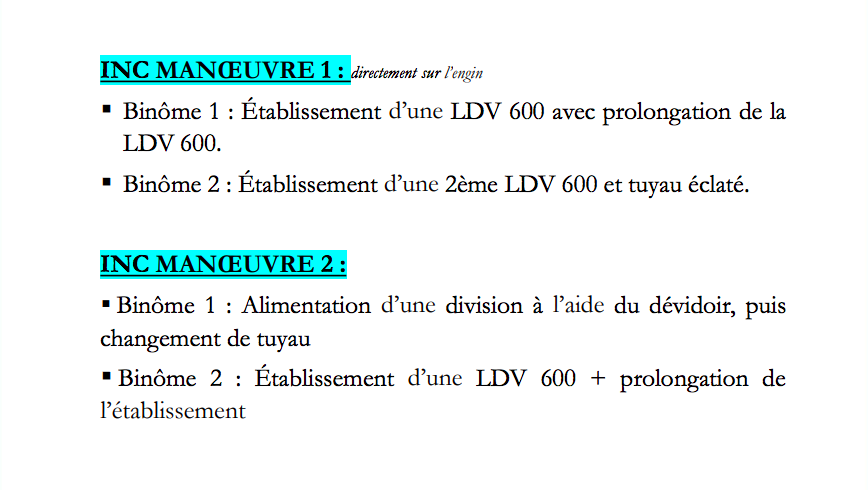 INC MANŒUVRE 1 : directement sur l’engin
▪ Binôme 1 : Établissement d’une LDV 600 avec prolongation de la
LDV 600.
▪ Binôme 2 : Établissement d’une 2ème LDV 600 et tuyau éclaté.
INC MANŒUVRE 2 :
▪ Binôme 1 : Alimentation d’une division à l’aide du dévidoir, puis
changement de tuyau
▪ Binôme 2 : Établissement d’une LDV 600 + prolongation de
l’établissement